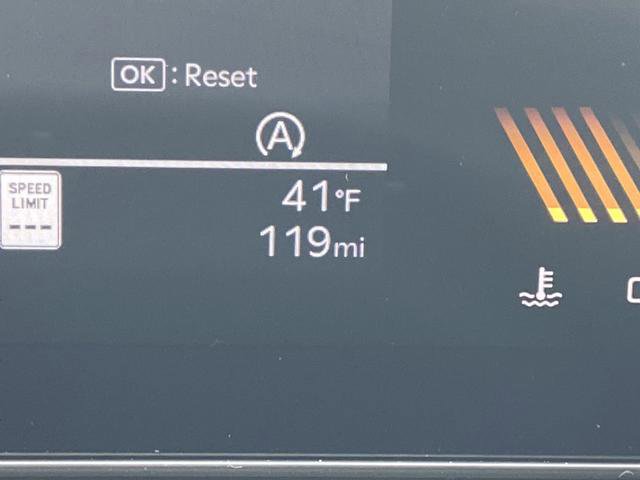 OK : Reset
A
SPEED
LIMIT
---
41°F
119mi